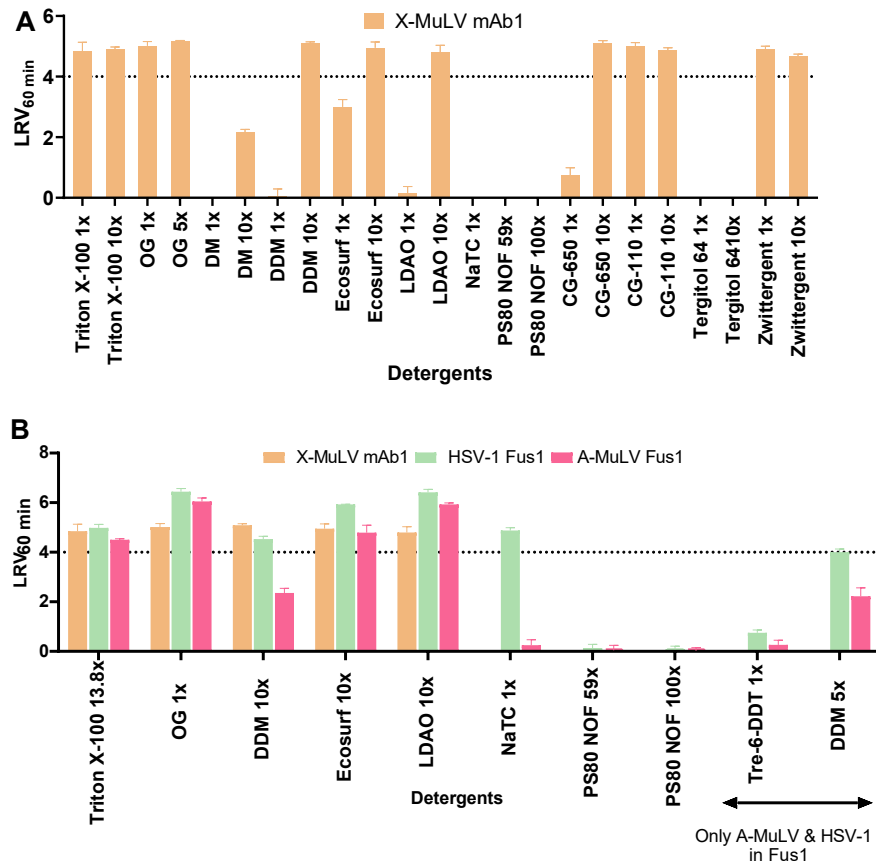 A
X-MuLV mAb1
LRV60 min
6
4
2
0
Triton X-100 1x
Triton X-100 10x
OG 1x
OG 5x
DM 1x
DM 10x
DDM 1x
DDM 10x
Ecosurf 1x
Ecosurf 10x
LDAO 1x
LDAO 10x
NaTC 1x
PS80 NOF 59x
PS80 NOF 100x
CG-650 1x
CG-650 10x
CG-110 1x
CG-110 10x
Tergitol 64 1x
Tergitol 6410x
Zwittergent 1x
Zwittergent 10x
Detergents
B
X-MuLV mAb1 HSV-1 Fus1 A-MuLV Fus1
LRV60 min
8
6
4
2
0
Triton X-100 13.8x
OG 1x
DDM 10x
Ecosurf 10x
LDAO 10x
NaTC 1x
PS80 NOF 59x
PS80 NOF 100x
Tre-6-DDT 1x
DDM 5x
Detergents
Only A-MuLV & HSV-1
in Fus1